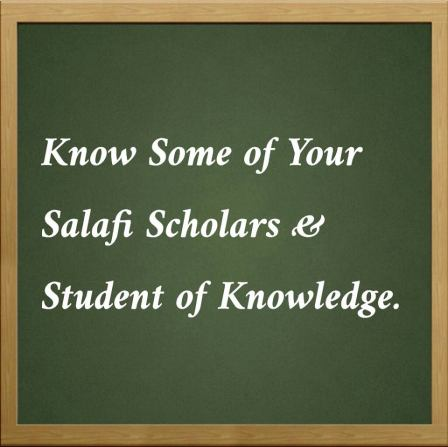 Know Some of Your
Salafi Scholars &
Student of Knowledge.